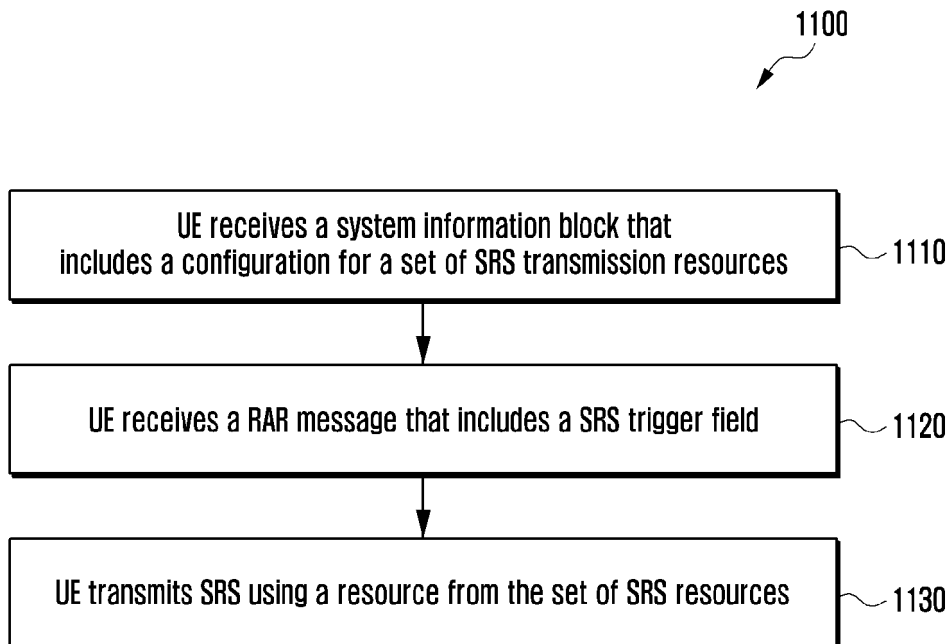 1100
UE receives a system information block that
includes a configuration for a set of SRS transmission resources
1110
UE receives a RAR message that includes a SRS trigger field
1120
UE transmits SRS using a resource from the set of SRS resources
1130